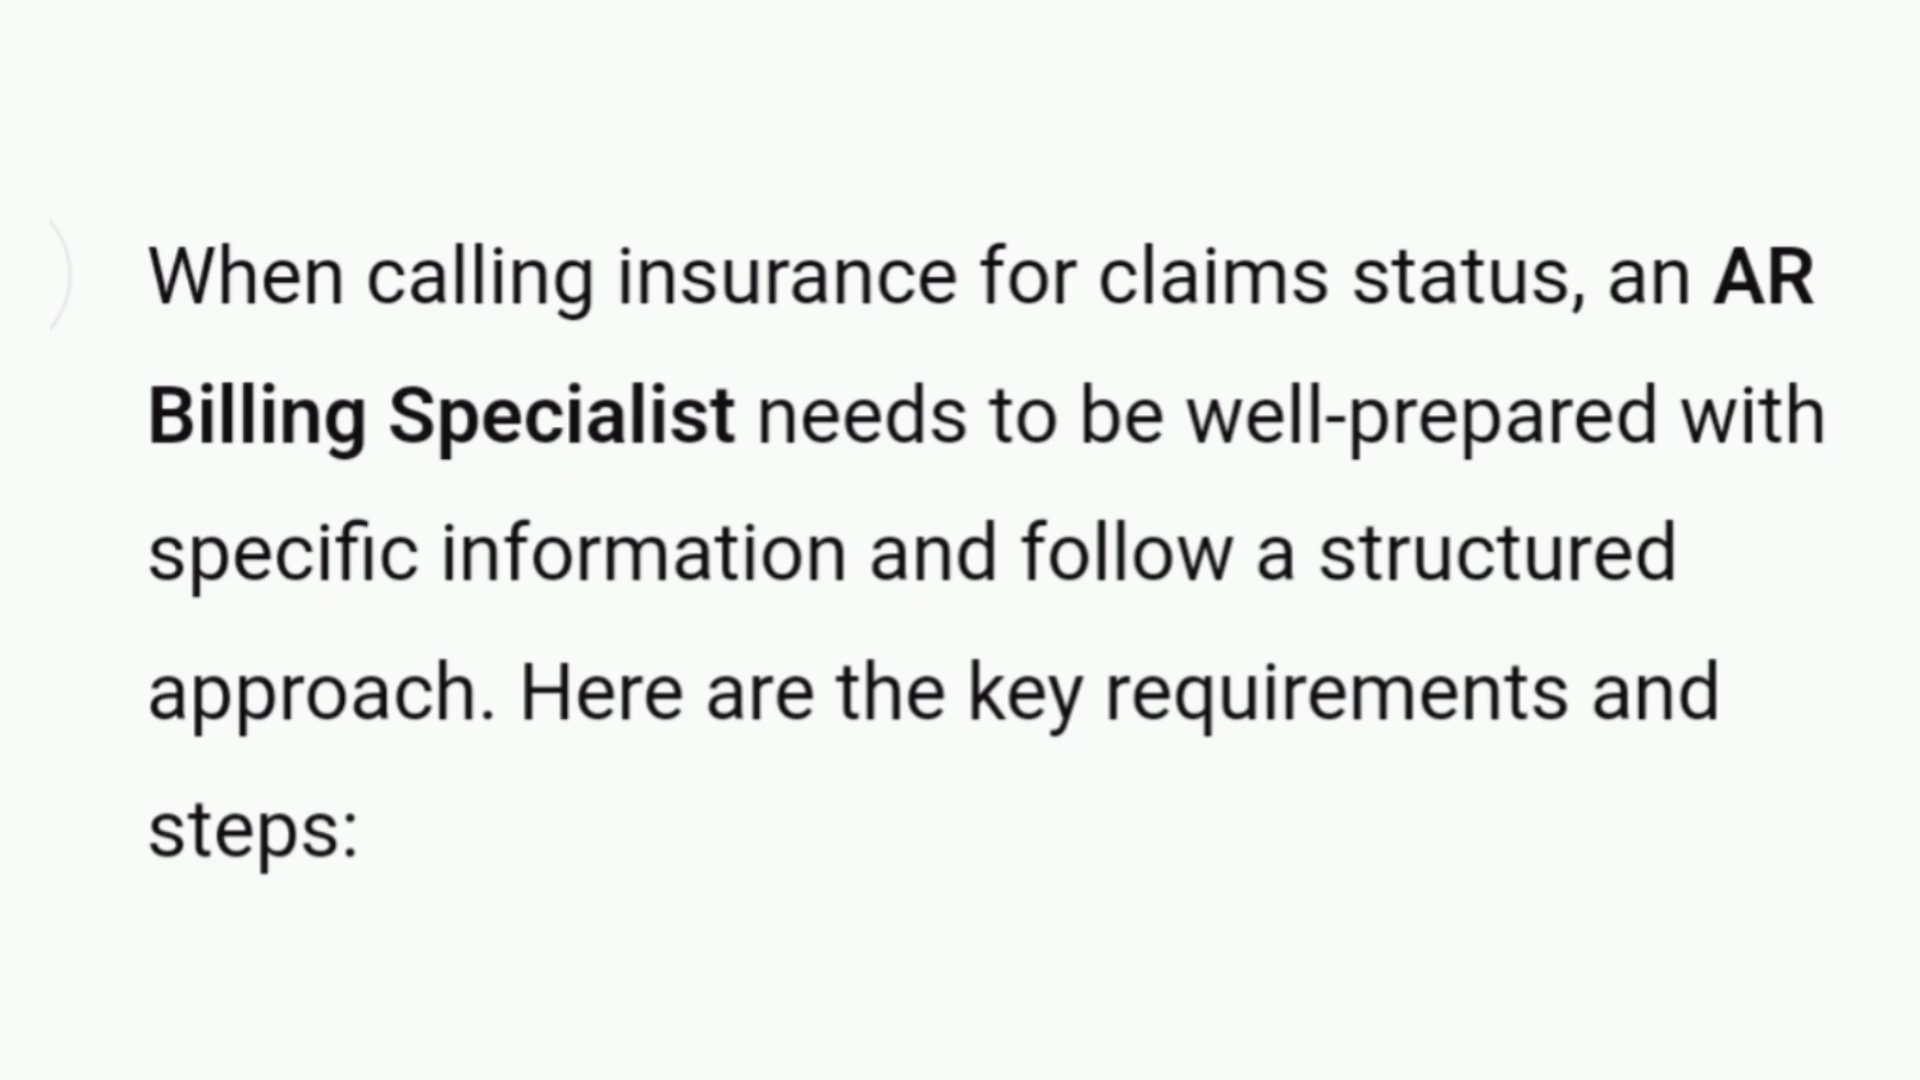 When calling insurance for claims status, an AR
Billing Specialist needs to be well-prepared with
specific information and follow a structured
approach. Here are the key requirements and
steps: